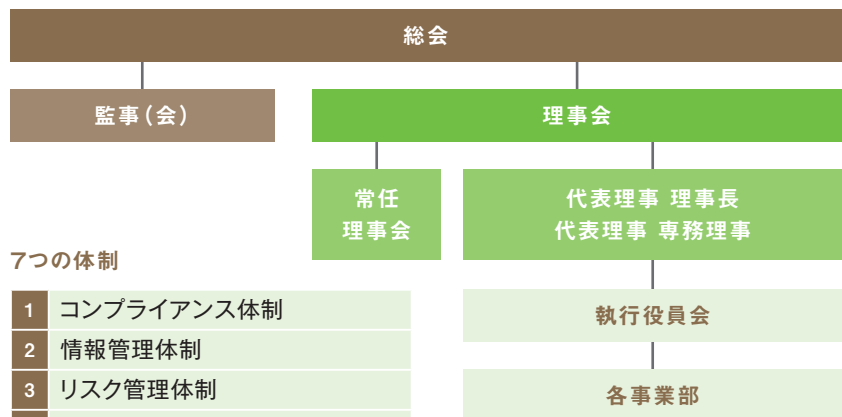 総会
監事(会)
理事会
常任
理事会
代表理事 理事長
代表理事 専務理事
執行役員会
各事業部
7つの体制
1 コンプライアンス体制
2 情報管理体制
3 リスク管理体制